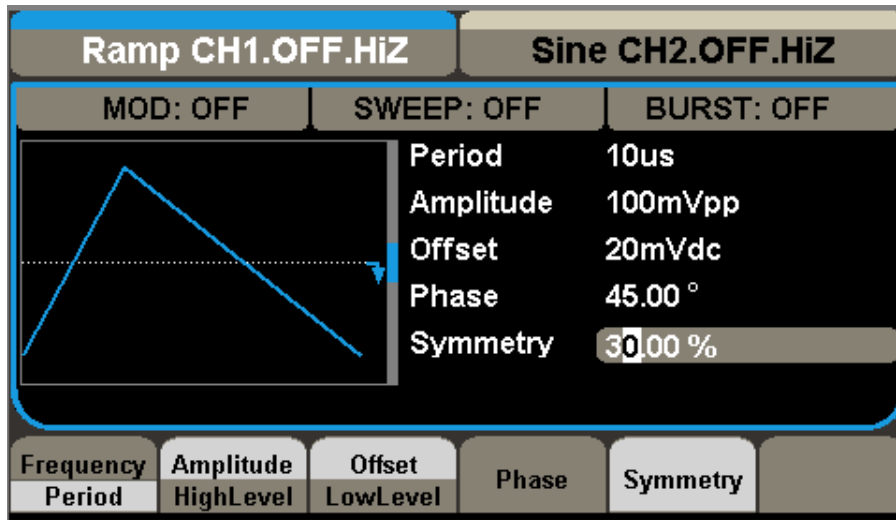 Ramp CH1.OFF.HiZ
Sine CH2.OFF.HiZ
MOD: OFF
SWEEP: OFF
BURST: OFF
Period 10us
Amplitude 100mVpp
Offset 20mVdc
Phase 45.00 °
Symmetry 30.00 %
Frequency
Period
Amplitude
HighLevel
Offset
LowLevel
Phase
Symmetry